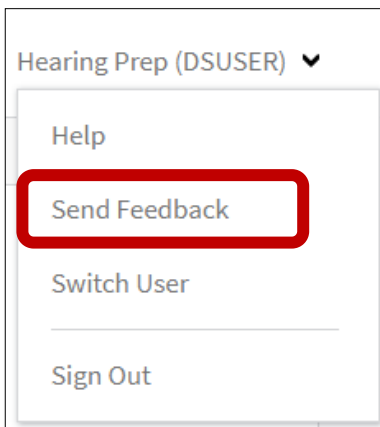 Hearing Prep (DSUSER)
Help
Send Feedback
Switch User
Sign Out